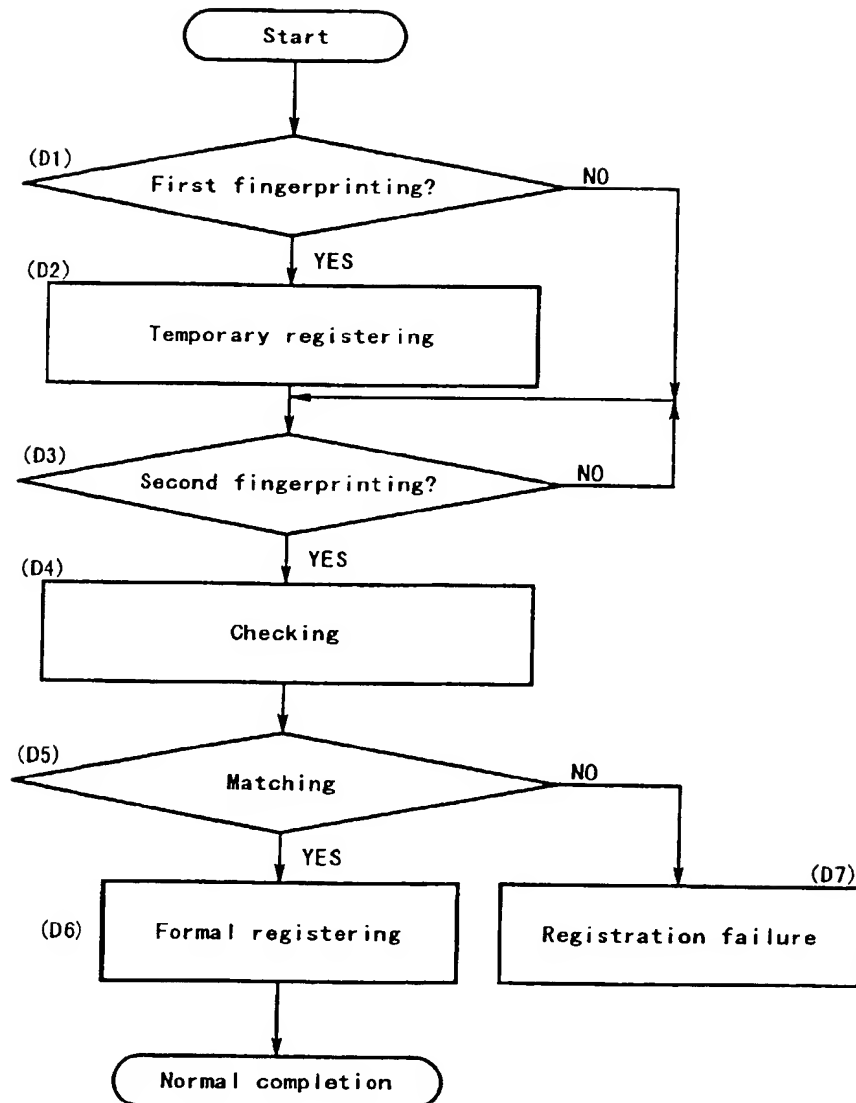 Start
(D1)
First fingerprinting?
NO
YES
(D2)
Temporary registering
(D3)
Second fingerprinting?
NO
YES
(D4)
Checking
(D5)
Matching
NO
YES
(D7)
(D6)
Formal registering
Registration failure
Normal completion